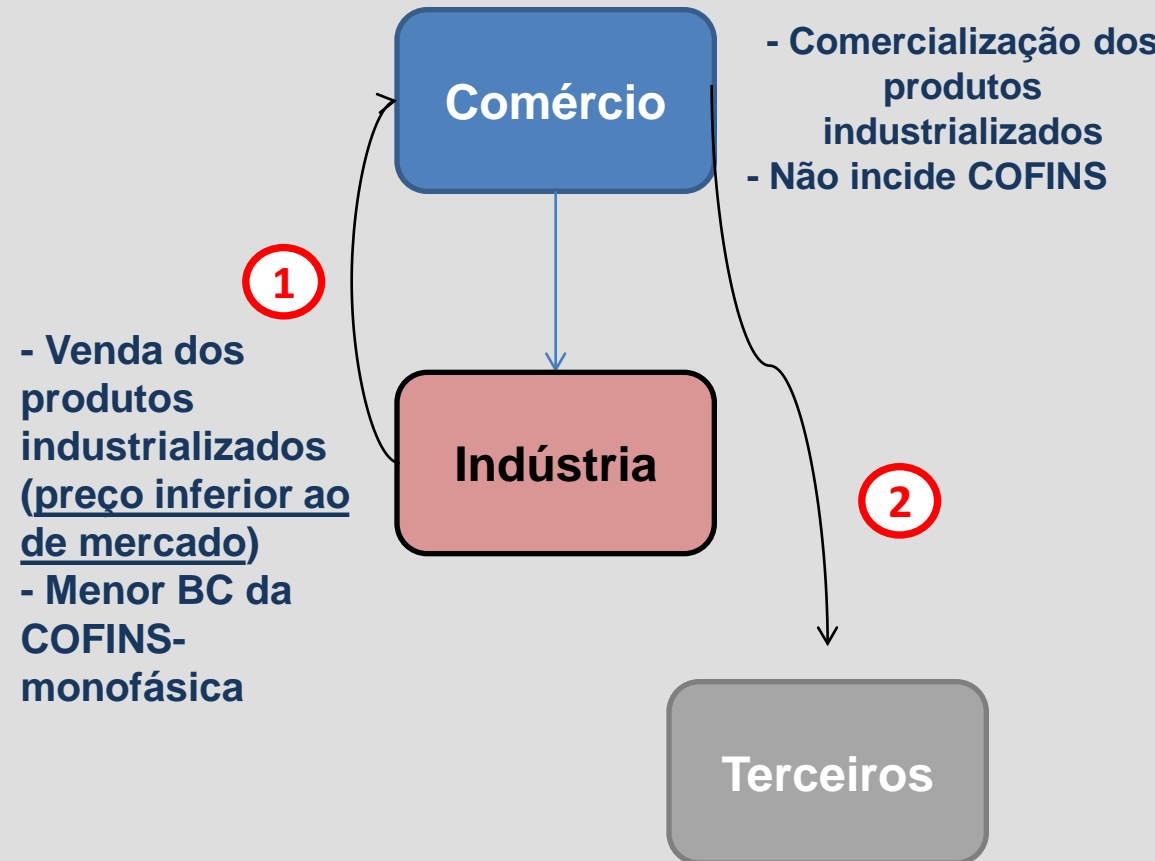 Comércio
- Comercialização dos
produtos
industrializados
- Não incide COFINS
1
- Venda dos
produtos
industrializados
(preço inferior ao
de mercado)
- Menor BC da
COFINS-
monofásica
Indústria
2
Terceiros